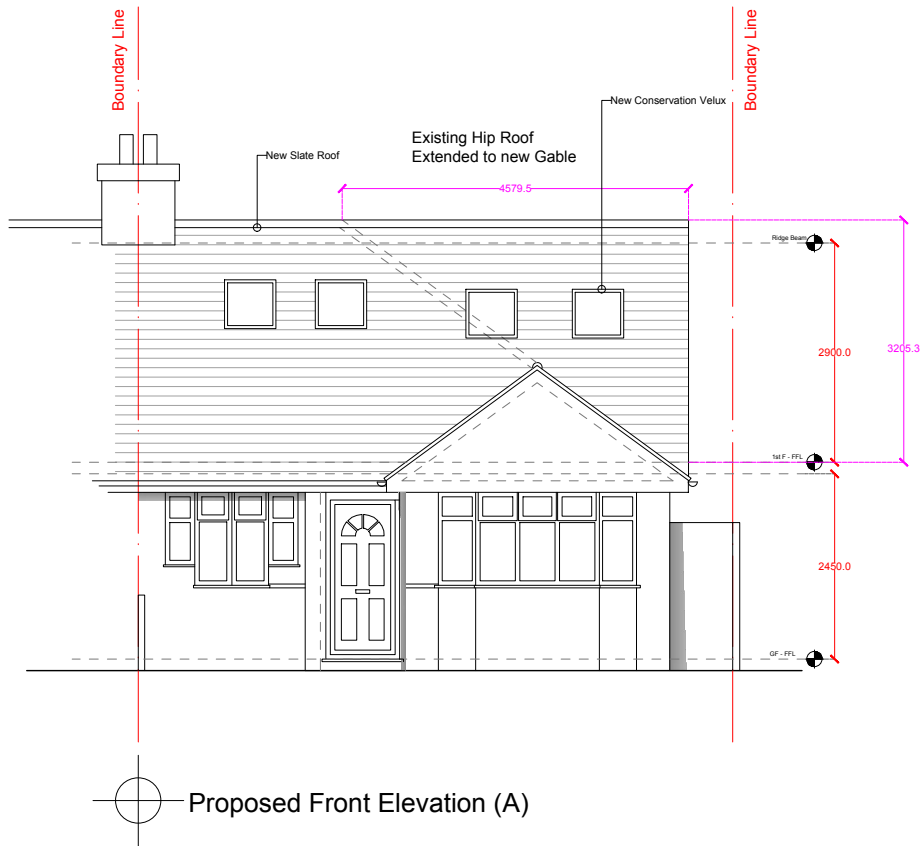 Boundary Line
Boundary Line
New Conservation Velux
Existing Hip Roof
Extended to new Gable
New Slate Roof
4579.5
Ridge Beam
2900.0
3205.3
1st F - FFL
2450.0
GF - FFL
Proposed Front Elevation (A)